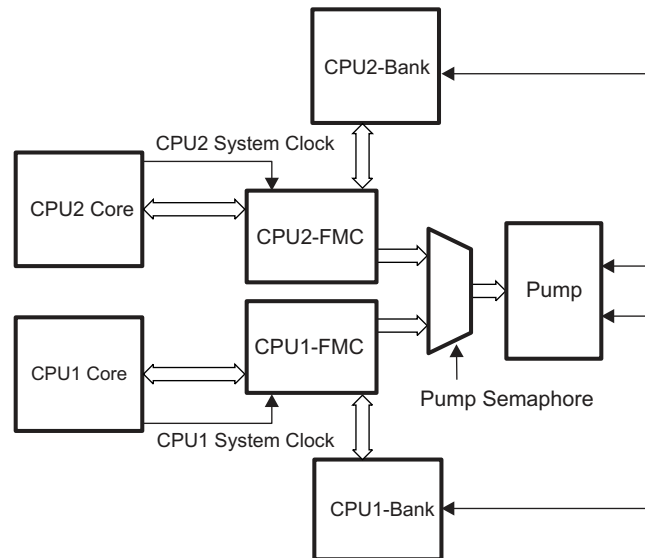 CPU2-Bank
CPU2 System Clock
CPU2 Core
CPU2-FMC
Pump
CPU1-FMC
CPU1 Core
Pump Semaphore
CPU1 System Clock
CPU1-Bank